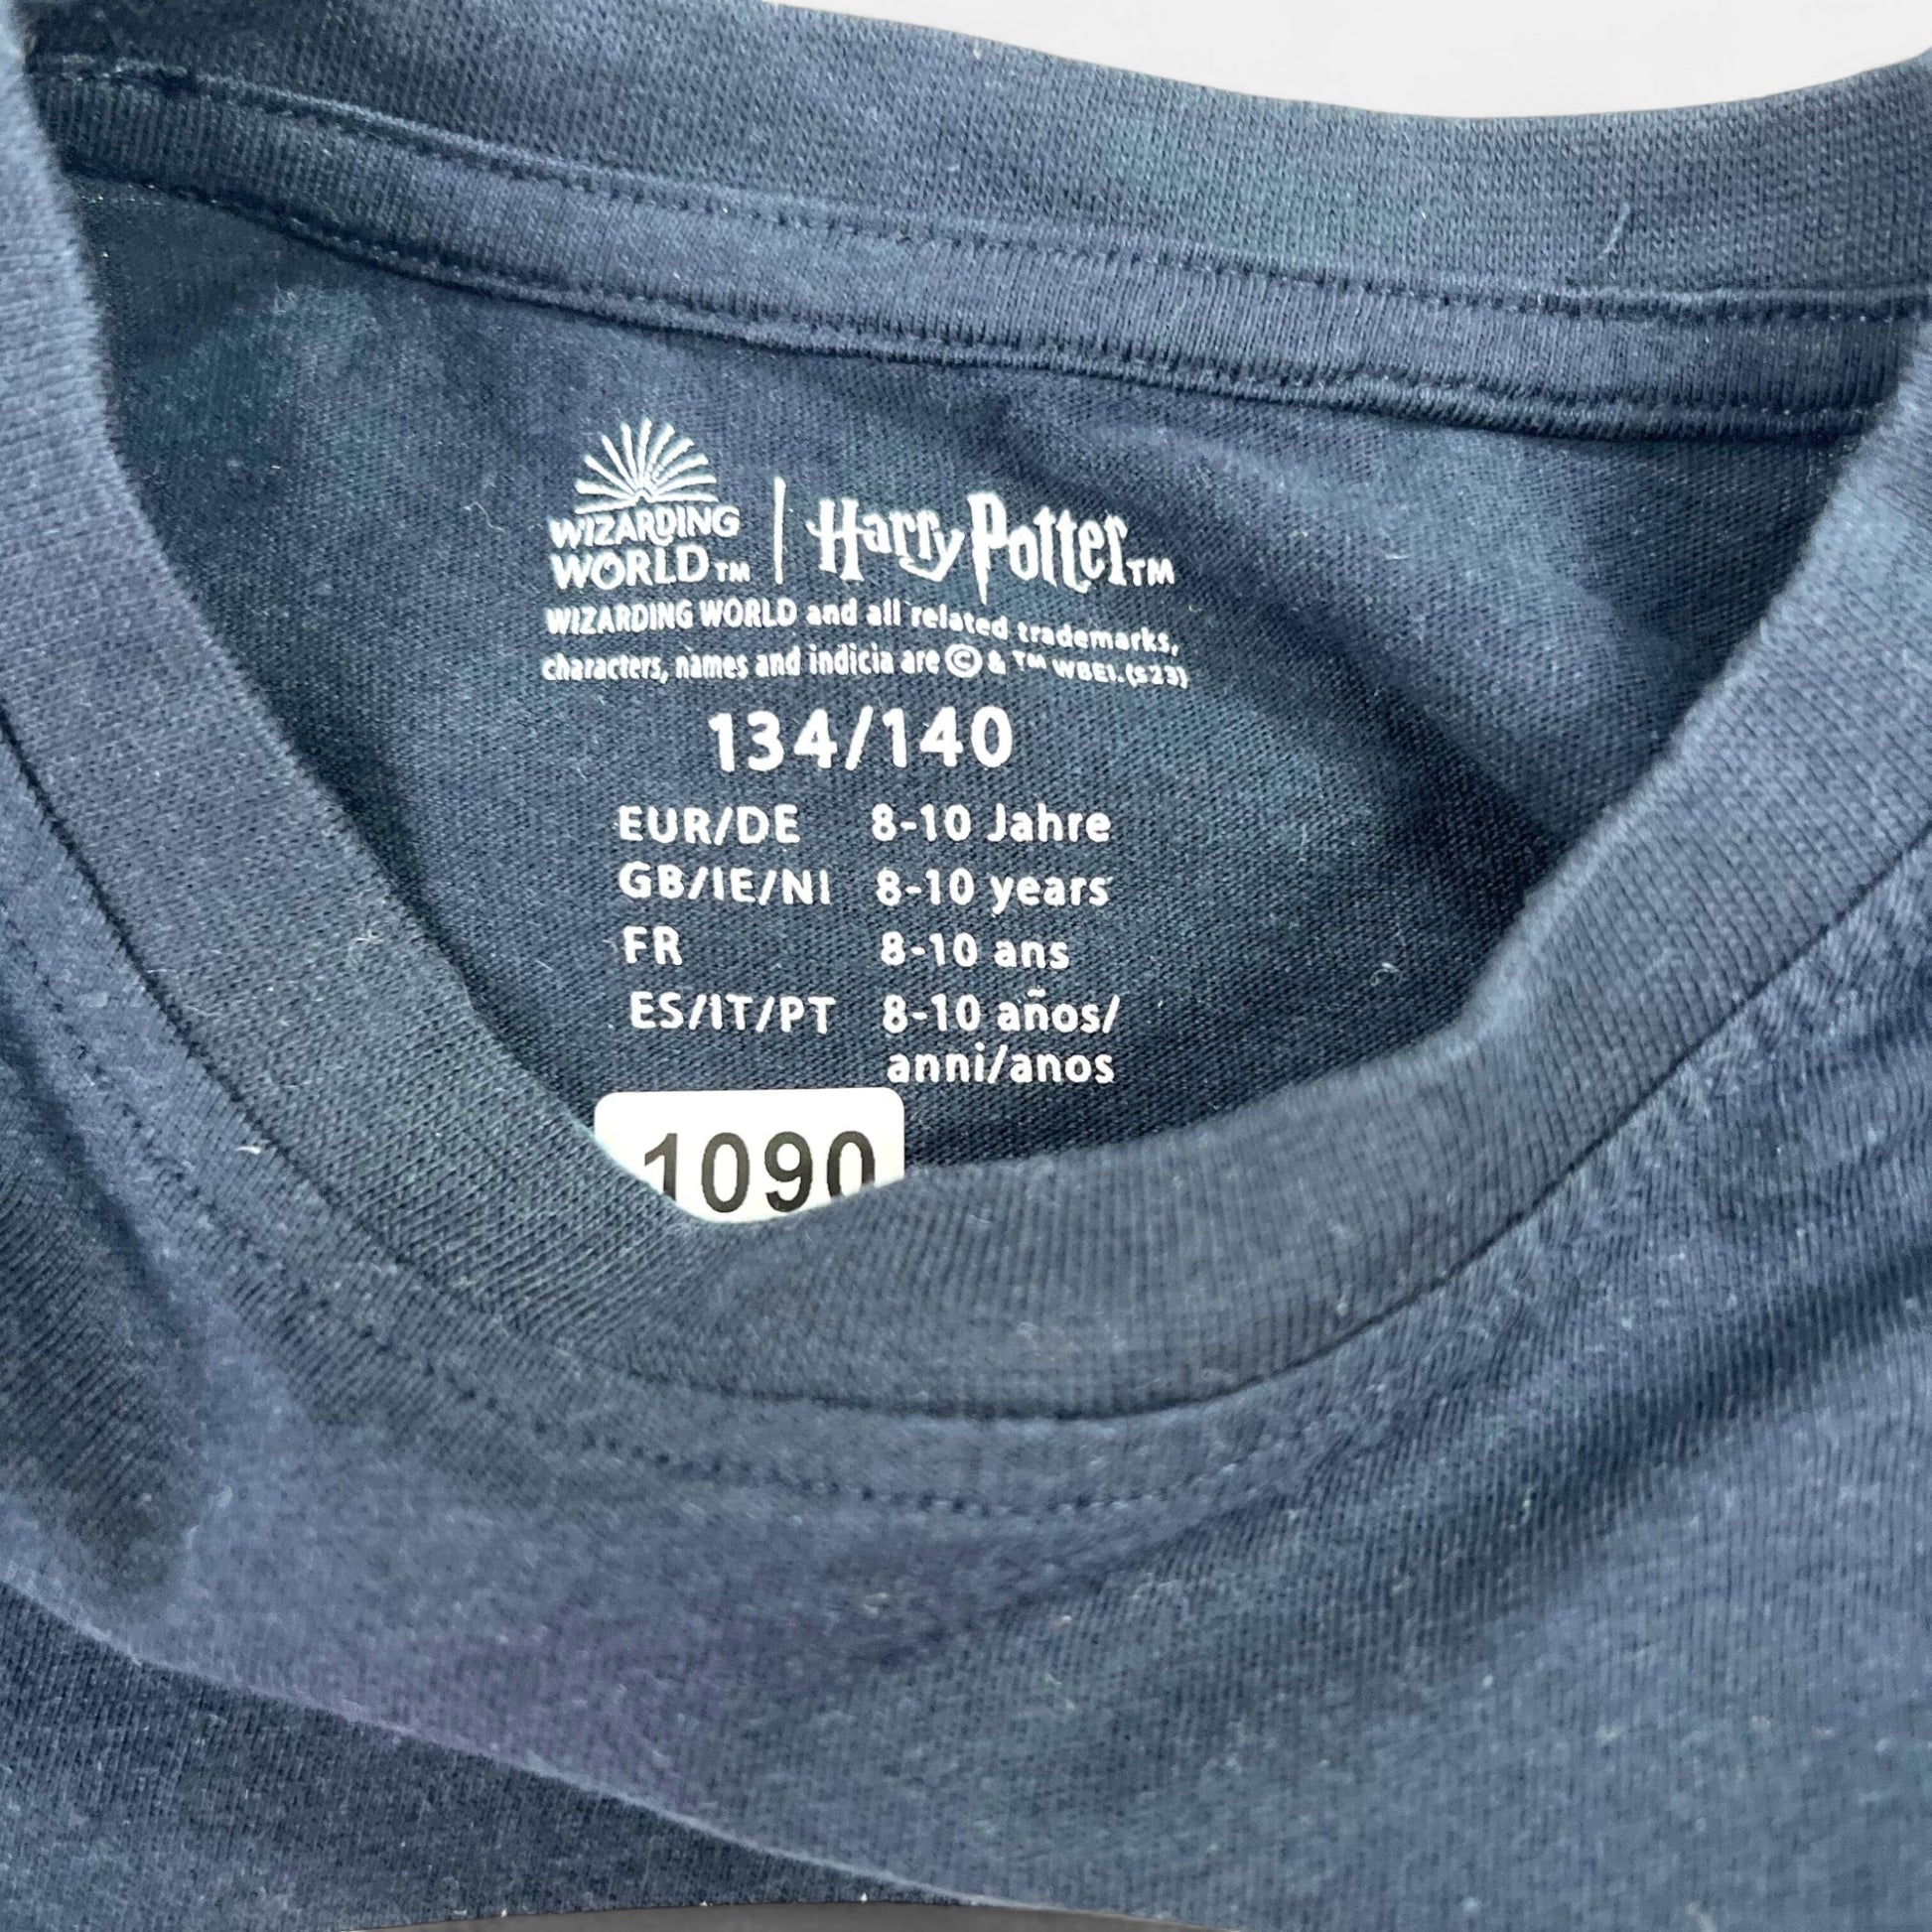 WIZARDING
WORLD™ | Harry Potter™
WIZARDING WORLD and all related trademarks,
characters, names and indicia are © & ™ WBEI. (s23)
134/140
EUR/DE 8-10 Jahre
GB/IE/NI 8-10 years
FR 8-10 ans
ES/IT/PT 8-10 años/
anni/anos
1090